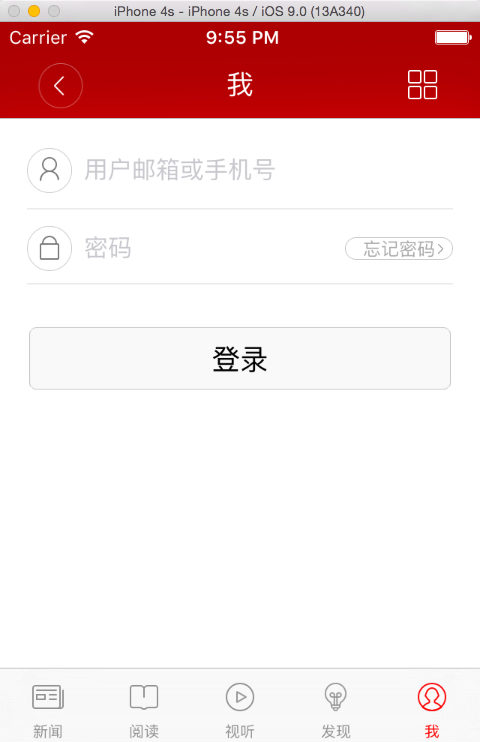 iPhone 4s - iPhone 4s / iOS 9.0 (13A340)
Carrier 9:55 PM
我
用户邮箱或手机号
密码 忘记密码
登录
新闻 阅读 视听 发现 我